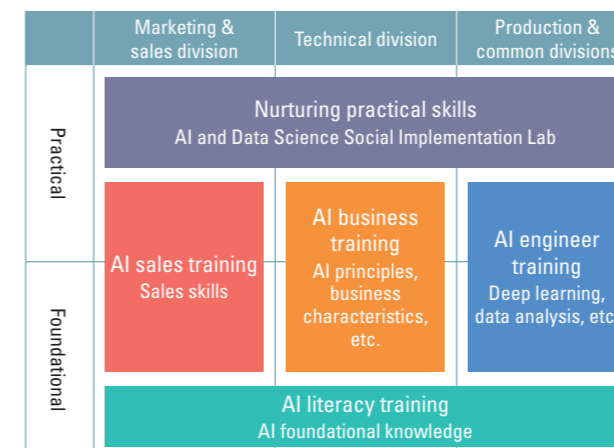 Marketing &
sales division
Technical division
Production &
common divisions
Practical
Nurturing practical skills
AI and Data Science Social Implementation Lab
AI sales training
Sales skills
AI business
training
AI principles,
business
characteristics,
etc.
AI engineer
training
Deep learning,
data analysis, etc
Foundational
AI literacy training
AI foundational knowledge